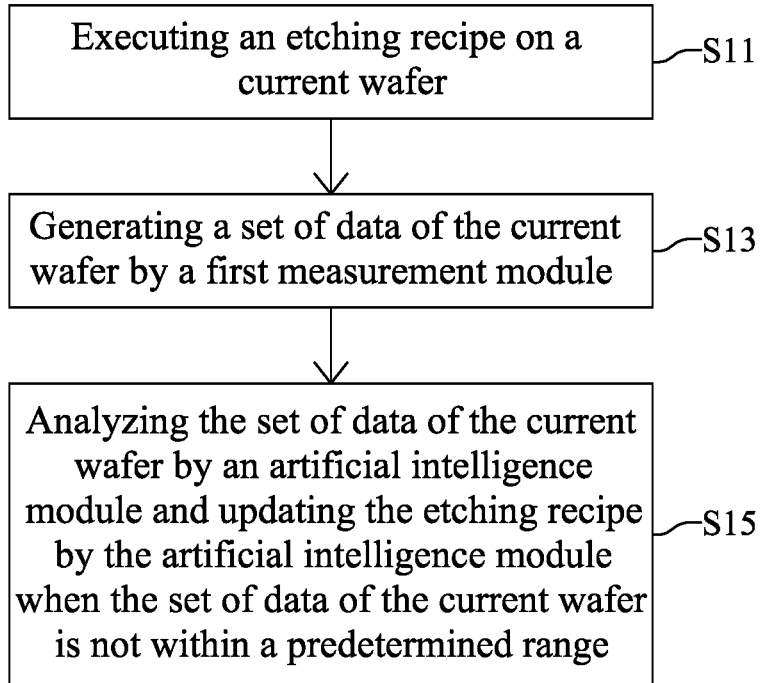 Executing an etching recipe on a
current wafer
S11
Generating a set of data of the current
wafer by a first measurement module
S13
Analyzing the set of data of the current
wafer by an artificial intelligence
module and updating the etching recipe
by the artificial intelligence module
when the set of data of the current wafer
is not within a predetermined range
S15